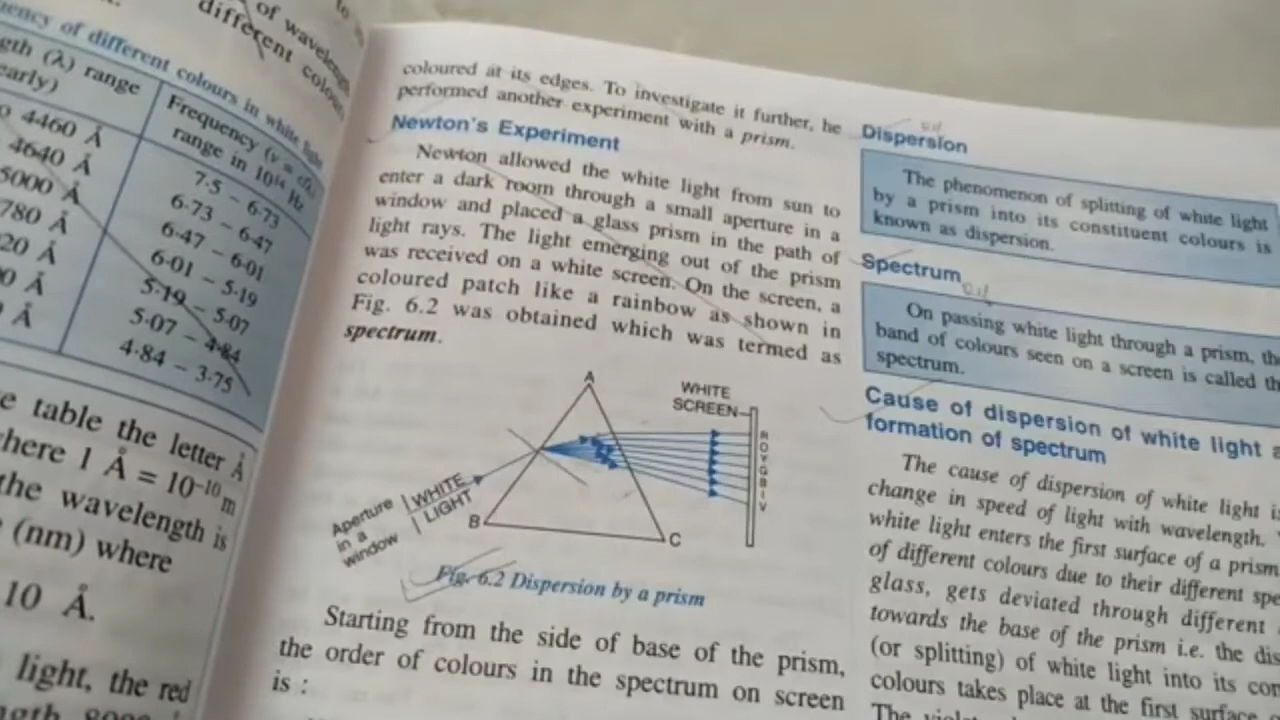 of wavelength
different colours
uency of different colours in white light
gth (λ) range
early)
Frequency (ν = c/λ)
range in 10¹⁴ Hz
4460 Å
4640 Å
5000 Å
780 Å
20 Å
0 Å
Å
7·5 – 6·73
6·73 – 6·47
6·47 – 6·01
6·01 – 5·19
5·19 – 5·07
5·07 – 4·84
4·84 – 3·75
e table the letter Å
here 1 Å = 10⁻¹⁰ m
the wavelength is
(nm) where
10 Å.
light, the red
coloured at its edges. To investigate it further, he
performed another experiment with a prism.
Newton's Experiment
Newton allowed the white light from sun to
enter a dark room through a small aperture in a
window and placed a glass prism in the path of
light rays. The light emerging out of the prism
was received on a white screen. On the screen, a
coloured patch like a rainbow as shown in
Fig. 6.2 was obtained which was termed as
spectrum.
A
WHITE
SCREEN
R
O
Y
G
B
I
V
WHITE
LIGHT
Aperture
in a
window
B
C
Fig. 6.2 Dispersion by a prism
Starting from the side of base of the prism,
the order of colours in the spectrum on screen
is :
Dispersion
The phenomenon of splitting of white light
by a prism into its constituent colours is
known as dispersion.
Spectrum
On passing white light through a prism, the
band of colours seen on a screen is called th
spectrum.
Cause of dispersion of white light a
formation of spectrum
The cause of dispersion of white light i
change in speed of light with wavelength.
white light enters the first surface of a prism
of different colours due to their different spe
glass, gets deviated through different
towards the base of the prism i.e. the dis
(or splitting) of white light into its con
colours takes place at the first surface
The viol